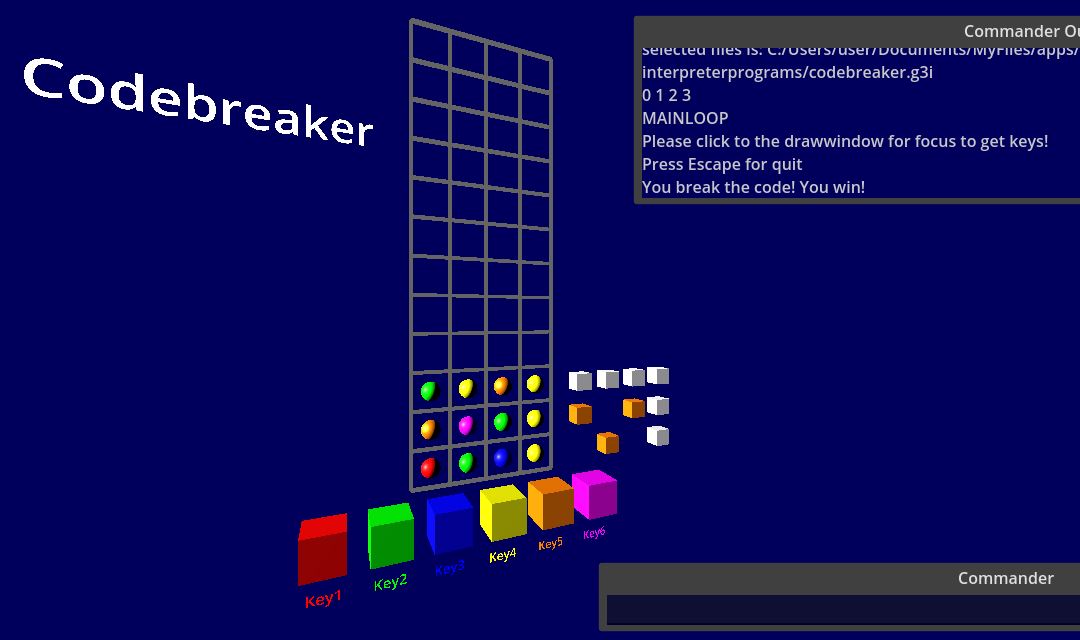 Codebreaker
Commander Ou
selected files is: C:/Users/user/Documents/MyFiles/apps/
interpreterprograms/codebreaker.g3i
0 1 2 3
MAINLOOP
Please click to the drawwindow for focus to get keys!
Press Escape for quit
You break the code! You win!
Key1
Key2
Key3
Key4
Key5
Key6
Commander